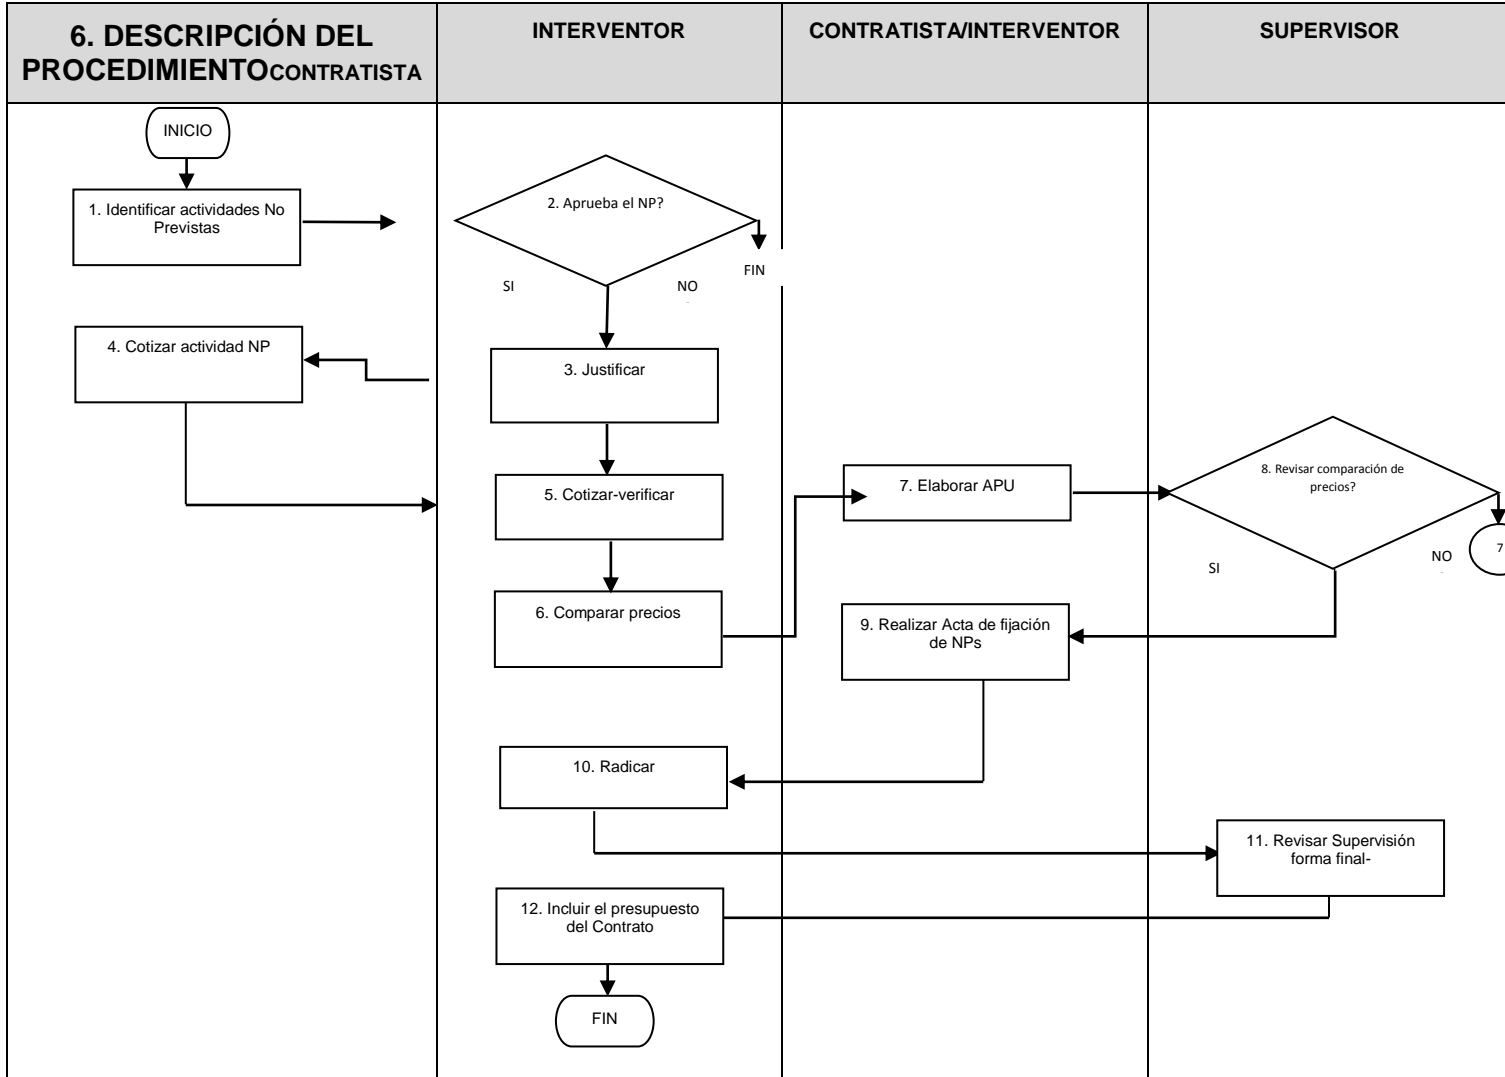 6. DESCRIPCIÓN DEL
PROCEDIMIENTOCONTRATISTA
INTERVENTOR
CONTRATISTA/INTERVENTOR
SUPERVISOR
INICIO
1. Identificar actividades No
Previstas
2. Aprueba el NP?
FIN
SI
NO
4. Cotizar actividad NP
3. Justificar
5. Cotizar-verificar
7. Elaborar APU
8. Revisar comparación de
precios?
7
NO
SI
6. Comparar precios
9. Realizar Acta de fijación
de NPs
10. Radicar
11. Revisar Supervisión
forma final-
12. Incluir el presupuesto
del Contrato
FIN